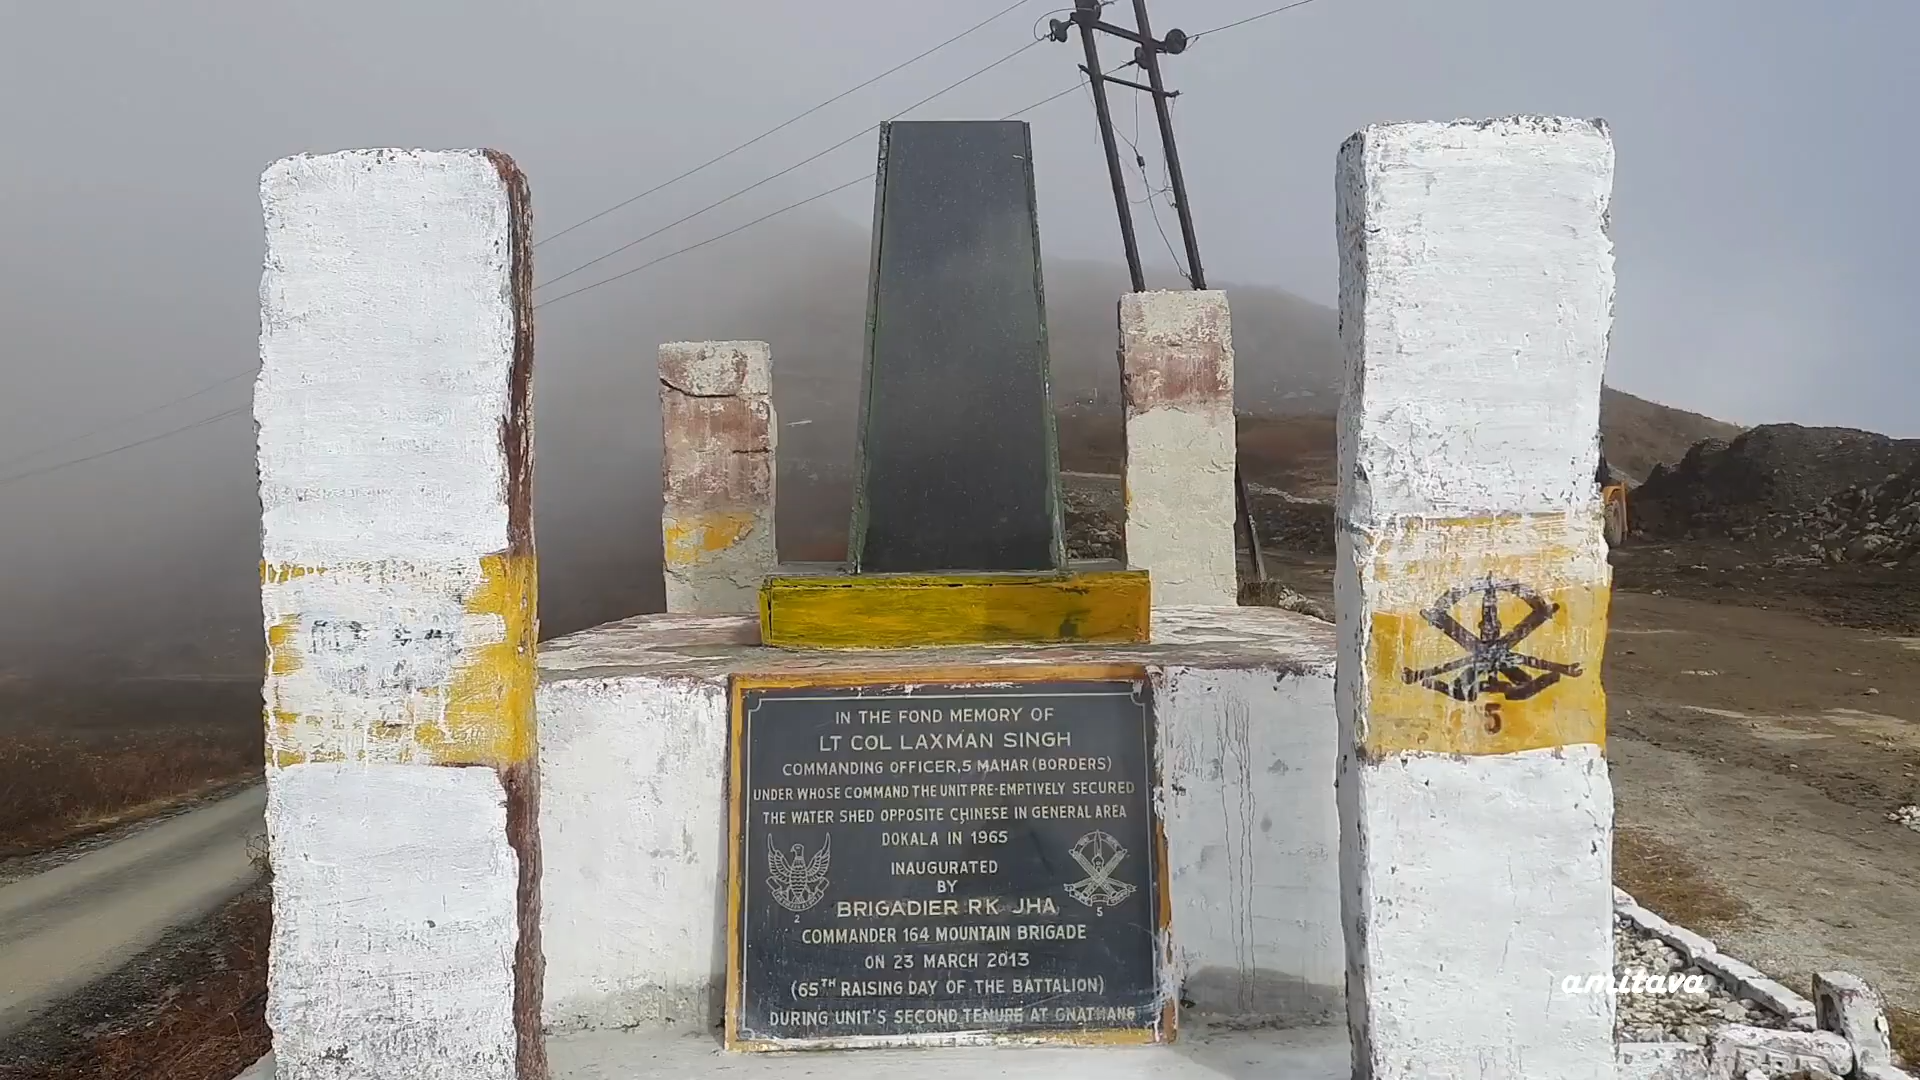 IN THE FOND MEMORY OF
LT COL LAXMAN SINGH
COMMANDING OFFICER, 5 MAHAR (BORDERS)
UNDER WHOSE COMMAND THE UNIT PRE-EMPTIVELY SECURED
THE WATER SHED OPPOSITE CHINESE IN GENERAL AREA
DOKALA IN 1965
INAUGURATED
BY
BRIGADIER RK JHA
2
5
COMMANDER 164 MOUNTAIN BRIGADE
ON 23 MARCH 2013
(65TH RAISING DAY OF THE BATTALION)
DURING UNIT'S SECOND TENURE AT GNATHANG
5
amitava